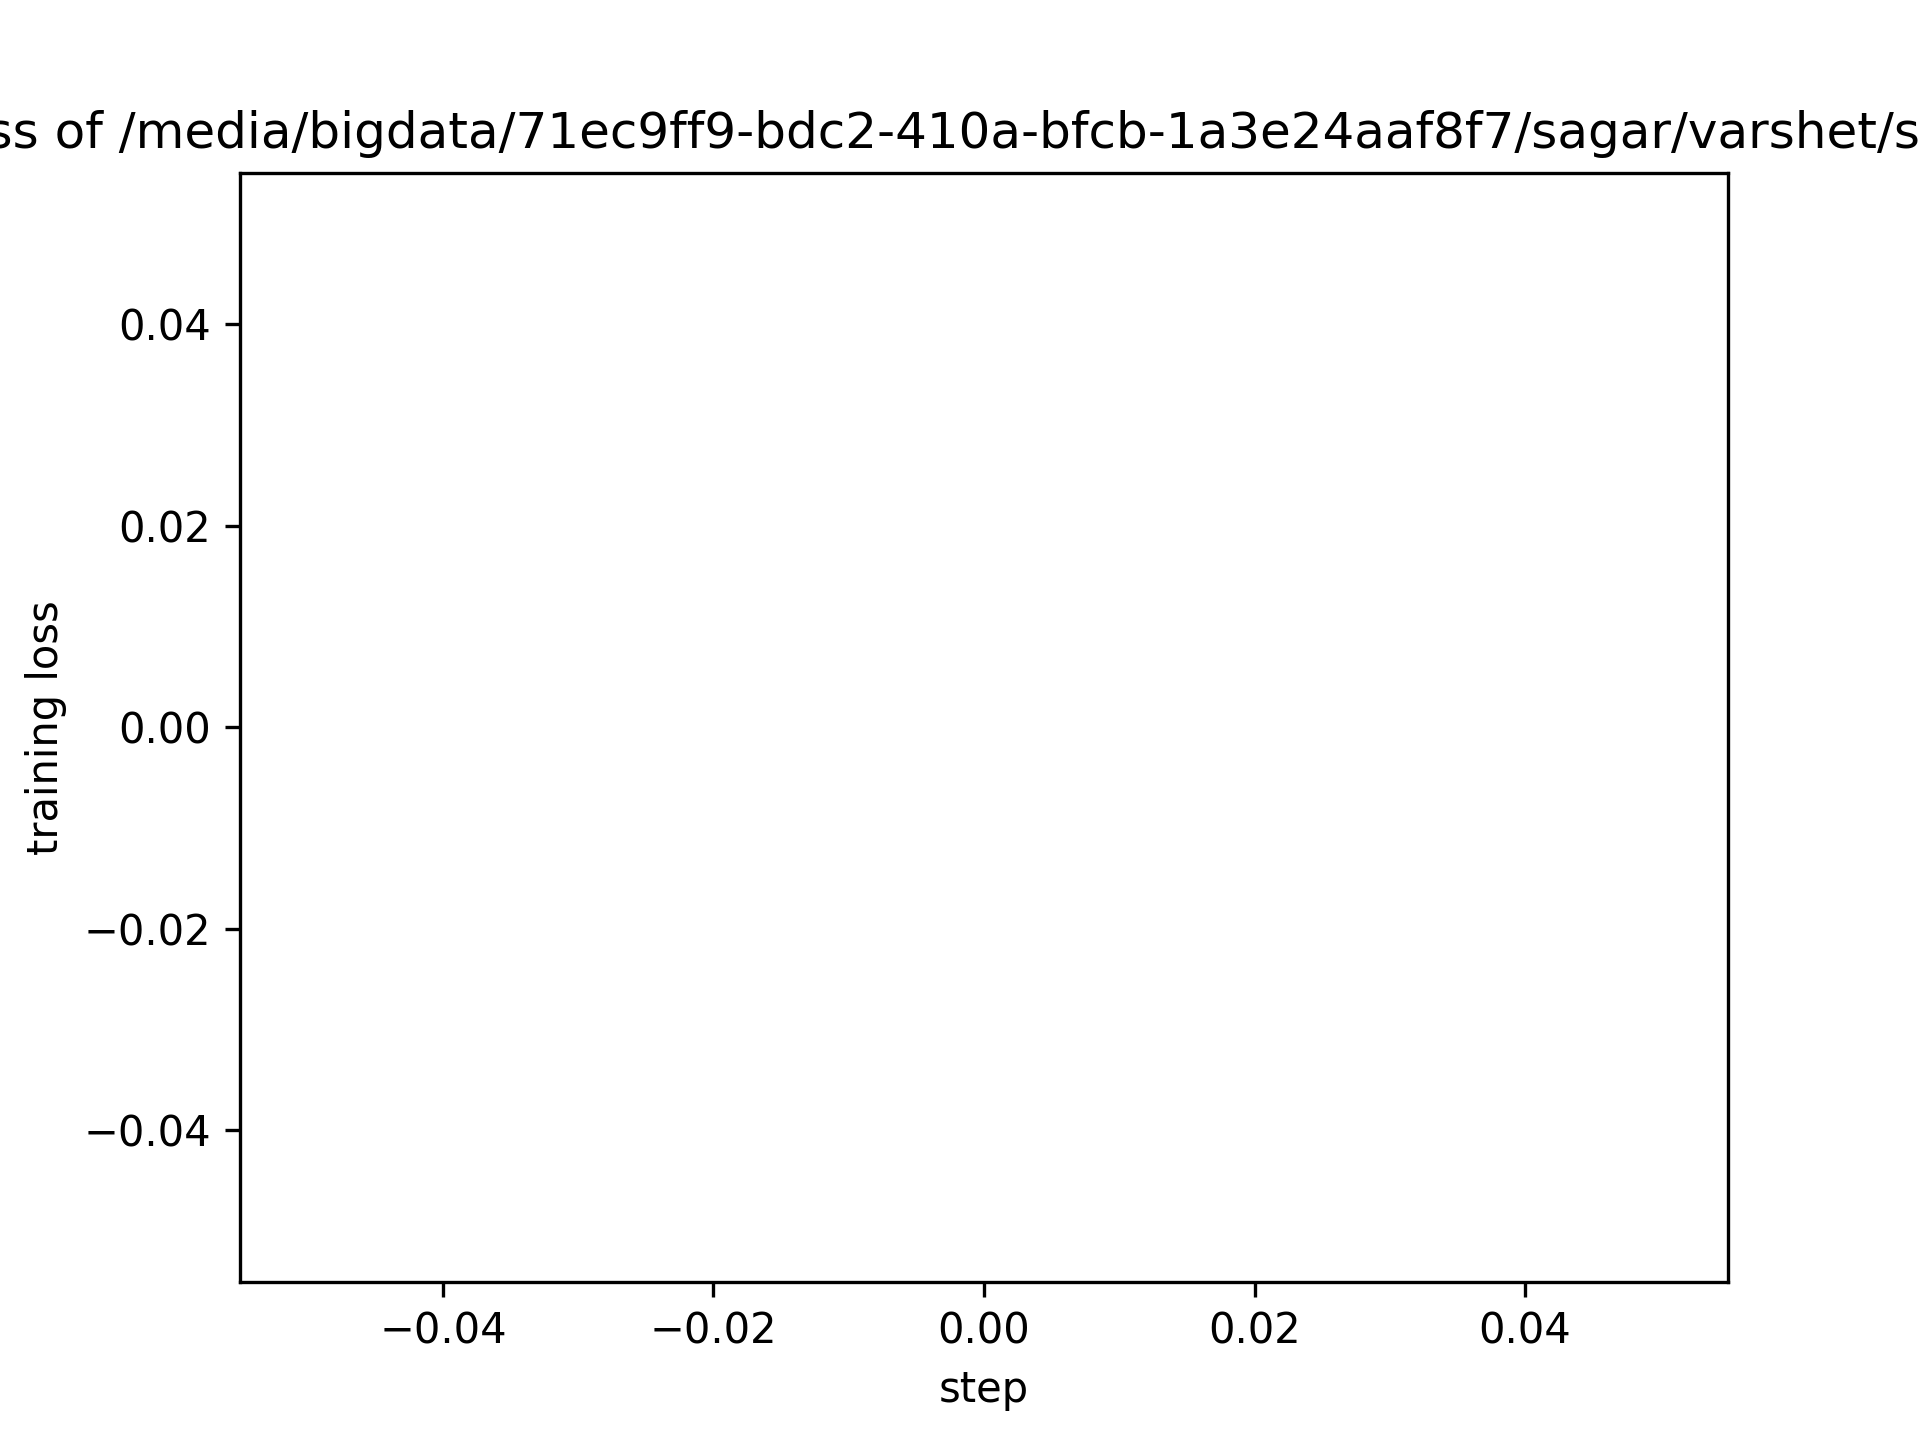 ss of /media/bigdata/71ec9ff9-bdc2-410a-bfcb-1a3e24aaf8f7/sagar/varshet/s
0.04
0.02
0.00
−0.02
−0.04
training loss
−0.04 −0.02 0.00 0.02 0.04
step